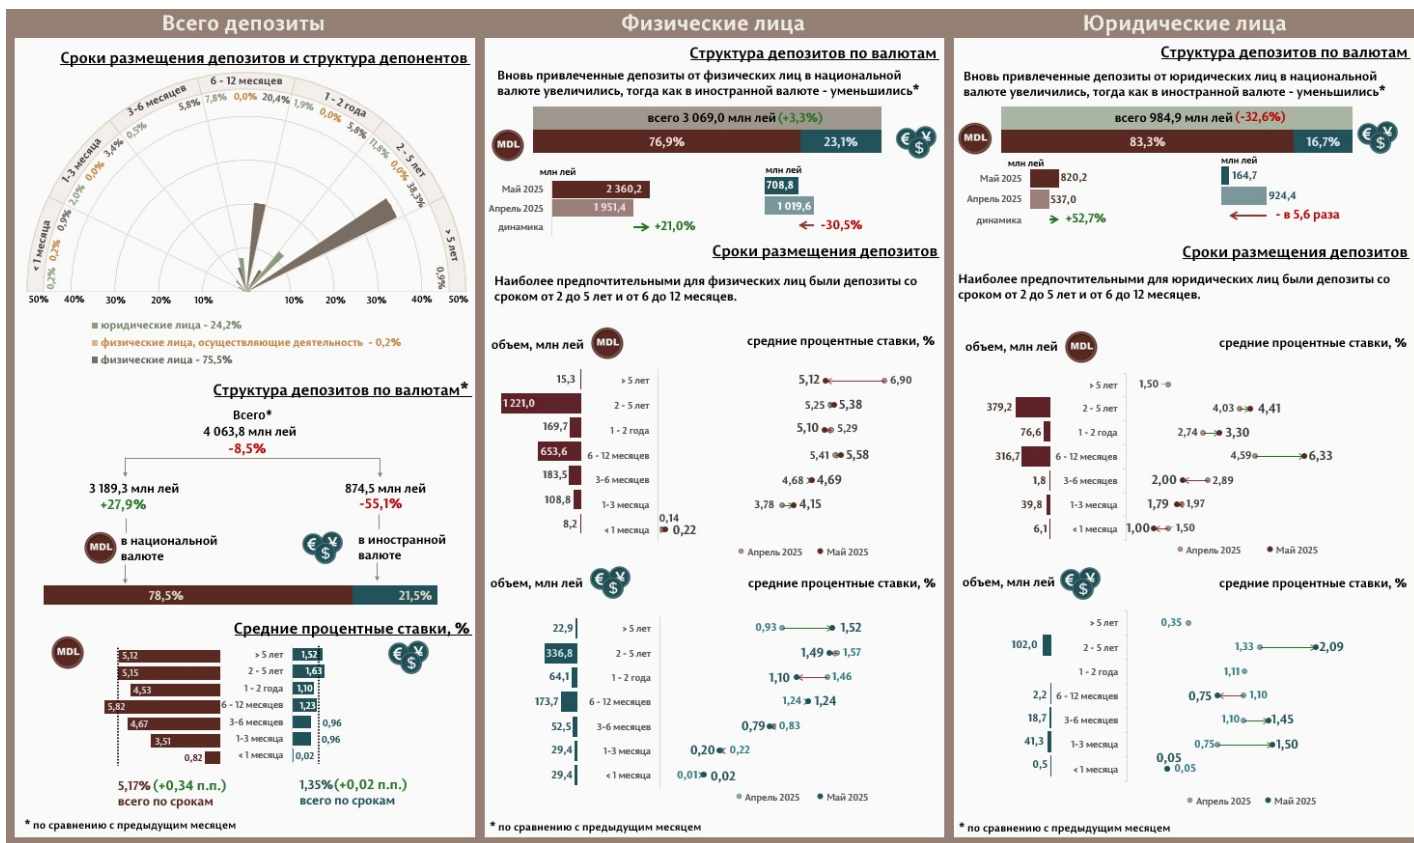 Всего депозиты
Сроки размещения депозитов и структура депонентов
< 1 месяца
1-3 месяца
3-6 месяцев
6 - 12 месяцев
1 - 2 года
2 - 5 лет
> 5 лет
0,2% 0,2% 0,9%
2,0% 0,0% 3,4%
0,5% 5,8%
7,8% 0,0% 20,4%
1,9% 0,0% 5,8%
11,8% 0,0% 38,3%
0,9%
50% 40% 30% 20% 10% 10% 20% 30% 40% 50%
юридические лица - 24,2%
физические лица, осуществляющие деятельность - 0,2%
физические лица - 75,5%
Структура депозитов по валютам*
Всего*
4 063,8 млн лей
-8,5%
3 189,3 млн лей
+27,9%
874,5 млн лей
-55,1%
MDL
в национальной
валюте
€ ¥ $
в иностранной
валюте
78,5% 21,5%
Средние процентные ставки, %
MDL
€ ¥ $
5,12 > 5 лет 1,52
5,15 2 - 5 лет 1,63
4,53 1 - 2 года 1,10
5,82 6 - 12 месяцев 1,23
4,67 3-6 месяцев 0,96
3,51 1-3 месяца 0,96
0,82 < 1 месяц 0,02
5,17% (+0,34 п.п.)
всего по срокам
1,35% (+0,02 п.п.)
всего по срокам
* по сравнению с предыдущим месяцем
Физические лица
Структура депозитов по валютам
Вновь привлеченные депозиты от физических лиц в национальной
валюте увеличились, тогда как в иностранной валюте - уменьшились*
всего 3 069,0 млн лей (+3,3%)
MDL
76,9% 23,1%
€ ¥ $
млн лей
млн лей
Май 2025 2 360,2 708,8
Апрель 2025 1 951,4 1 019,6
динамика +21,0% -30,5%
Сроки размещения депозитов
Наиболее предпочтительными для физических лиц были депозиты со
сроком от 2 до 5 лет и от 6 до 12 месяцев.
объем, млн лей
MDL
средние процентные ставки, %
15,3 > 5 лет 5,12 6,90
1 221,0 2 - 5 лет 5,25 5,38
169,7 1 - 2 года 5,10 5,29
653,6 6 - 12 месяцев 5,41 5,58
183,5 3-6 месяцев 4,68 4,69
108,8 1-3 месяца 3,78 4,15
8,2 < 1 месяц 0,14 0,22
Апрель 2025 Май 2025
объем, млн лей
€ ¥ $
средние процентные ставки, %
22,9 > 5 лет 0,93 1,52
336,8 2 - 5 лет 1,49 1,57
64,1 1 - 2 года 1,10 1,46
173,7 6 - 12 месяцев 1,24 1,24
52,5 3-6 месяцев 0,79 0,83
29,4 1-3 месяца 0,20 0,22
29,4 < 1 месяц 0,01 0,02
Апрель 2025 Май 2025
* по сравнению с предыдущим месяцем
Юридические лица
Структура депозитов по валютам
Вновь привлеченные депозиты от юридических лиц в национальной
валюте увеличились, тогда как в иностранной валюте - уменьшились*
всего 984,9 млн лей (-32,6%)
MDL
83,3% 16,7%
€ ¥ $
млн лей
млн лей
Май 2025 820,2 164,7
Апрель 2025 537,0 924,4
динамика +52,7% - в 5,6 раза
Сроки размещения депозитов
Наиболее предпочтительными для юридических лиц были депозиты со
сроком от 2 до 5 лет и от 6 до 12 месяцев.
объем, млн лей
MDL
средние процентные ставки, %
> 5 лет 1,50
379,2 2 - 5 лет 4,03 4,41
76,6 1 - 2 года 2,74 3,30
316,7 6 - 12 месяцев 4,59 6,33
1,8 3-6 месяцев 2,00 2,89
39,8 1-3 месяца 1,79 1,97
6,1 < 1 месяц 1,00 1,50
Апрель 2025 Май 2025
объем, млн лей
€ ¥ $
средние процентные ставки, %
> 5 лет 0,35
102,0 2 - 5 лет 1,33 2,09
1 - 2 года 1,11
2,2 6 - 12 месяцев 0,75 1,10
18,7 3-6 месяцев 1,10 1,45
41,3 1-3 месяца 0,75 1,50
0,5 < 1 месяц 0,05 0,05
Апрель 2025 Май 2025
* по сравнению с предыдущим месяцем